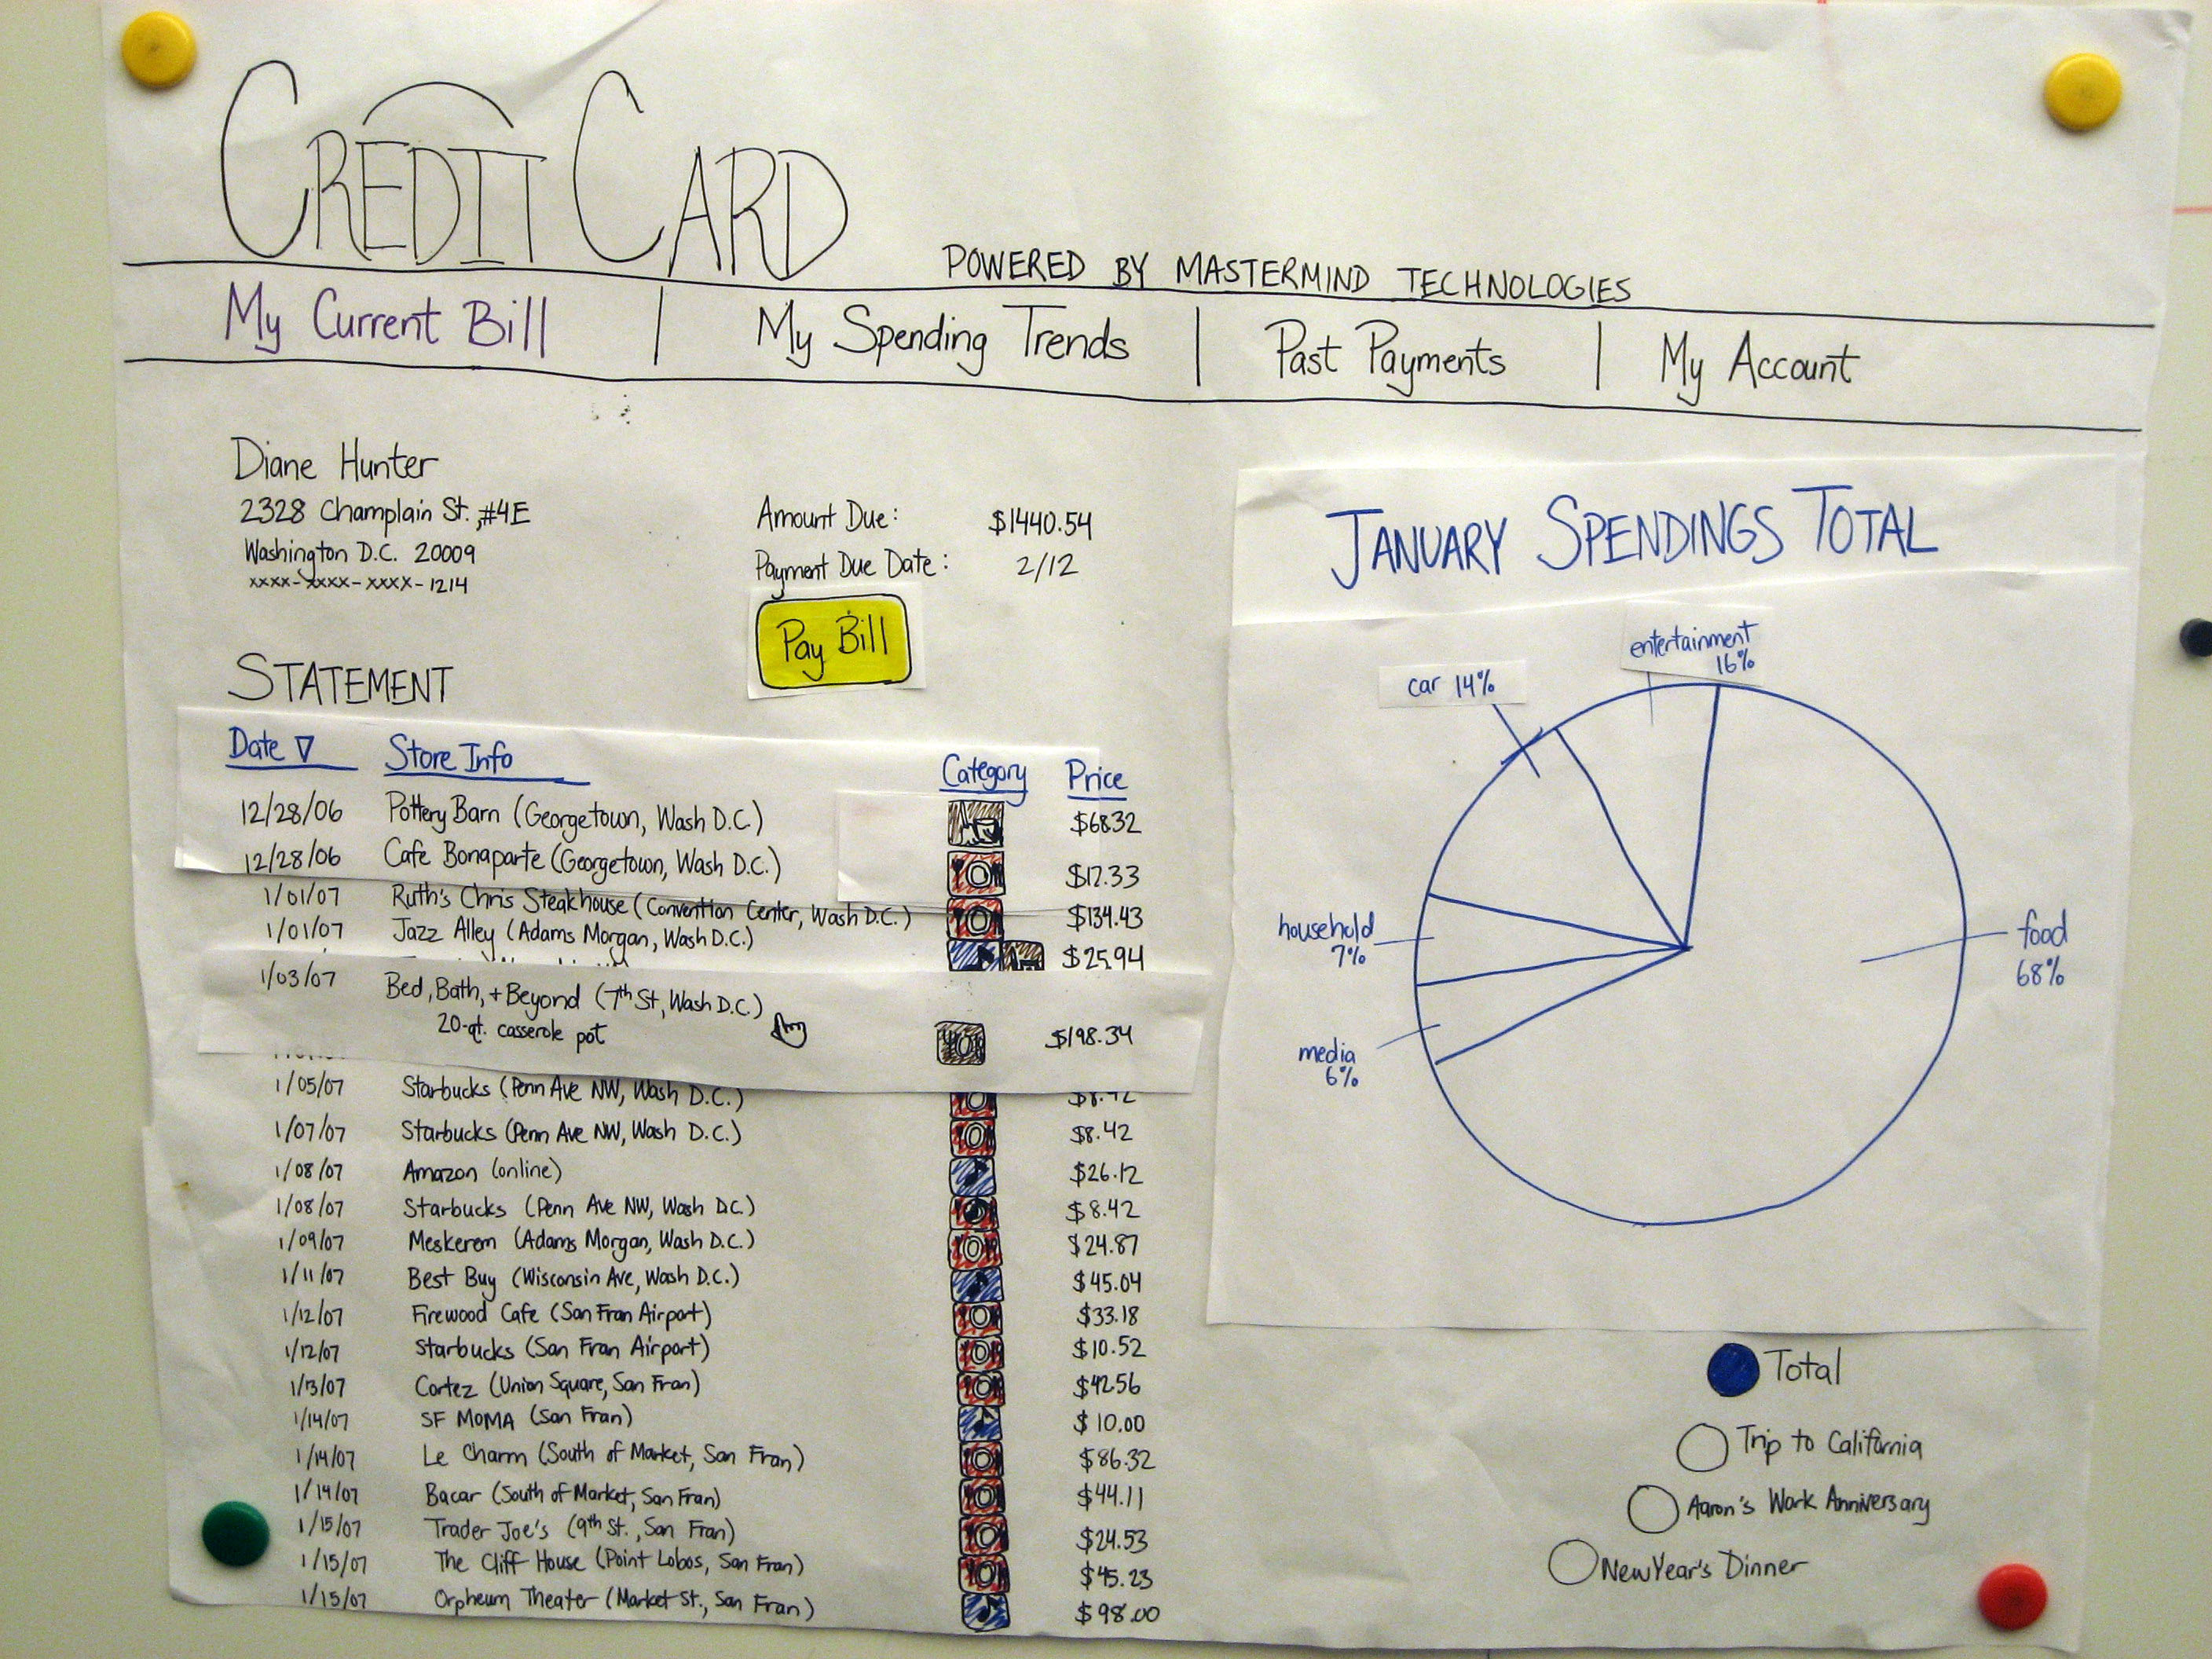 CREDIT CARD
POWERED BY MASTERMIND TECHNOLOGIES
My Current Bill | My Spending Trends | Past Payments | My Account
Diane Hunter
2328 Champlain St. #4E
Washington D.C. 20009
xxxx-xxxx-xxxx-1214
Amount Due: $1440.54
Payment Due Date: 2/12
Pay Bill
STATEMENT
Date ▽ Store Info Category Price
12/28/06 Pottery Barn (Georgetown, Wash D.C.) $68.32
12/28/06 Cafe Bonaparte (Georgetown, Wash D.C.) $17.33
1/01/07 Ruth's Chris Steakhouse (Convention Center, Wash D.C.) $134.43
1/01/07 Jazz Alley (Adams Morgan, Wash D.C.) $25.94
1/03/07 Bed, Bath, + Beyond (7th St, Wash D.C.)
20-qt. casserole pot $198.34
1/05/07 Starbucks (Penn Ave NW, Wash D.C.) $8.42
1/07/07 Starbucks (Penn Ave NW, Wash D.C.) $8.42
1/08/07 Amazon (online) $26.12
1/08/07 Starbucks (Penn Ave NW, Wash D.C.) $8.42
1/09/07 Meskerem (Adams Morgan, Wash D.C.) $24.87
1/11/07 Best Buy (Wisconsin Ave, Wash D.C.) $45.04
1/12/07 Firewood Cafe (San Fran Airport) $33.18
1/12/07 Starbucks (San Fran Airport) $10.52
1/13/07 Cortez (Union Square, San Fran) $42.56
1/14/07 SF MOMA (San Fran) $10.00
1/14/07 Le Charm (South of Market, San Fran) $86.32
1/14/07 Bacar (South of Market, San Fran) $44.11
1/15/07 Trader Joe's (9th St., San Fran) $24.53
1/15/07 The Cliff House (Point Lobos, San Fran) $45.23
1/15/07 Orpheum Theater (Market St., San Fran) $98.00
JANUARY SPENDINGS TOTAL
entertainment
16%
car 14%
household
7%
media
6%
food
68%
Total
Trip to California
Aaron's Work Anniversary
New Year's Dinner